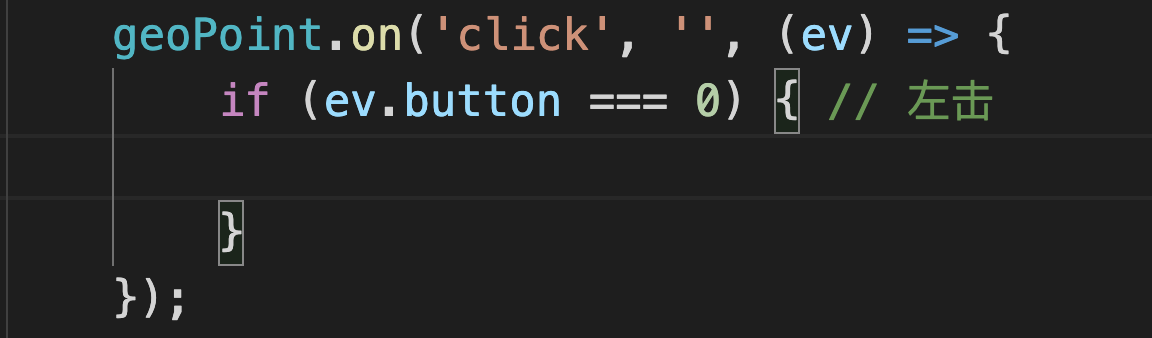 geoPoint.on('click', '', (ev) => {
if (ev.button === 0) { // 左击
}
});